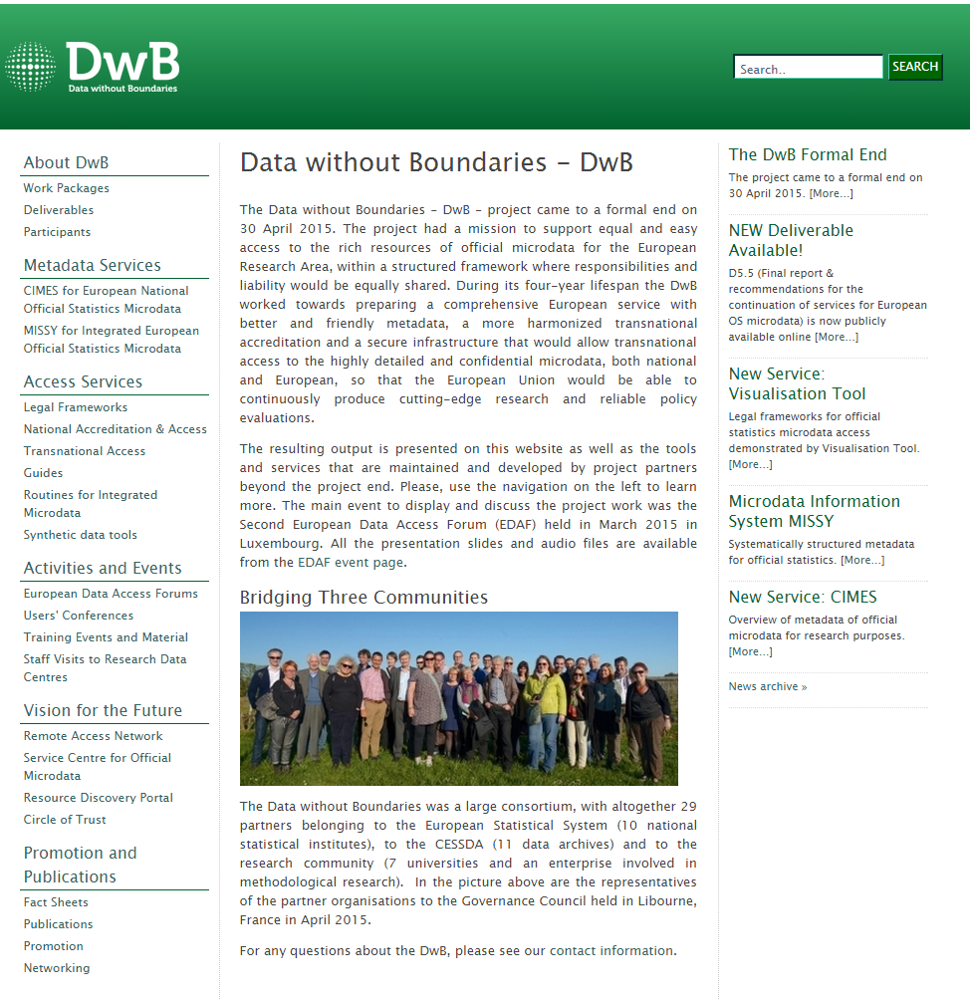 DwB
Data without Boundaries
Search..
SEARCH
About DwB
Work Packages
Deliverables
Participants
Metadata Services
CIMES for European National
Official Statistics Microdata
MISSY for Integrated European
Official Statistics Microdata
Access Services
Legal Frameworks
National Accreditation & Access
Transnational Access
Guides
Routines for Integrated
Microdata
Synthetic data tools
Activities and Events
European Data Access Forums
Users' Conferences
Training Events and Material
Staff Visits to Research Data
Centres
Vision for the Future
Remote Access Network
Service Centre for Official
Microdata
Resource Discovery Portal
Circle of Trust
Promotion and
Publications
Fact Sheets
Publications
Promotion
Networking
Data without Boundaries – DwB
The Data without Boundaries – DwB – project came to a formal end on
30 April 2015. The project had a mission to support equal and easy
access to the rich resources of official microdata for the European
Research Area, within a structured framework where responsibilities and
liability would be equally shared. During its four-year lifespan the DwB
worked towards preparing a comprehensive European service with
better and friendly metadata, a more harmonized transnational
accreditation and a secure infrastructure that would allow transnational
access to the highly detailed and confidential microdata, both national
and European, so that the European Union would be able to
continuously produce cutting-edge research and reliable policy
evaluations.
The resulting output is presented on this website as well as the tools
and services that are maintained and developed by project partners
beyond the project end. Please, use the navigation on the left to learn
more. The main event to display and discuss the project work was the
Second European Data Access Forum (EDAF) held in March 2015 in
Luxembourg. All the presentation slides and audio files are available
from the EDAF event page.
Bridging Three Communities
The Data without Boundaries was a large consortium, with altogether 29
partners belonging to the European Statistical System (10 national
statistical institutes), to the CESSDA (11 data archives) and to the
research community (7 universities and an enterprise involved in
methodological research). In the picture above are the representatives
of the partner organisations to the Governance Council held in Libourne,
France in April 2015.
For any questions about the DwB, please see our contact information.
The DwB Formal End
The project came to a formal end on
30 April 2015. [More...]
NEW Deliverable
Available!
D5.5 (Final report &
recommendations for the
continuation of services for European
OS microdata) is now publicly
available online [More...]
New Service:
Visualisation Tool
Legal frameworks for official
statistics microdata access
demonstrated by Visualisation Tool.
[More...]
Microdata Information
System MISSY
Systematically structured metadata
for official statistics. [More...]
New Service: CIMES
Overview of metadata of official
microdata for research purposes.
[More...]
News archive »